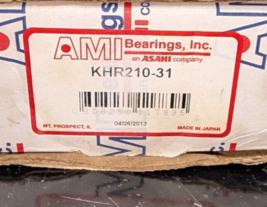 AMI Bearings, Inc.
an ASAHI company
KHR210-31
MT. PROSPECT, IL
04/26/2013
MADE IN JAPAN